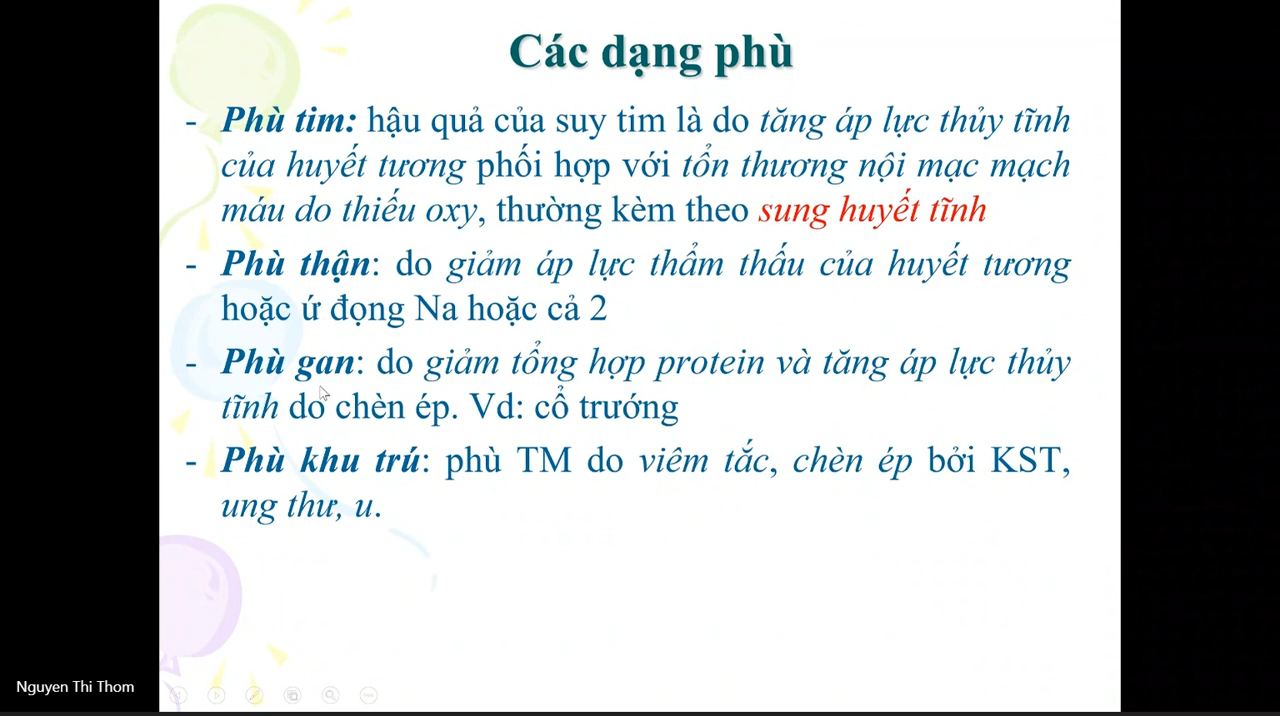 Các dạng phù
- Phù tim: hậu quả của suy tim là do tăng áp lực thủy tĩnh
của huyết tương phối hợp với tổn thương nội mạc mạch
máu do thiếu oxy, thường kèm theo sung huyết tĩnh
- Phù thận: do giảm áp lực thẩm thấu của huyết tương
hoặc ứ đọng Na hoặc cả 2
- Phù gan: do giảm tổng hợp protein và tăng áp lực thủy
tĩnh do chèn ép. Vd: cổ trướng
- Phù khu trú: phù TM do viêm tắc, chèn ép bởi KST,
ung thư, u.
Nguyen Thi Thom